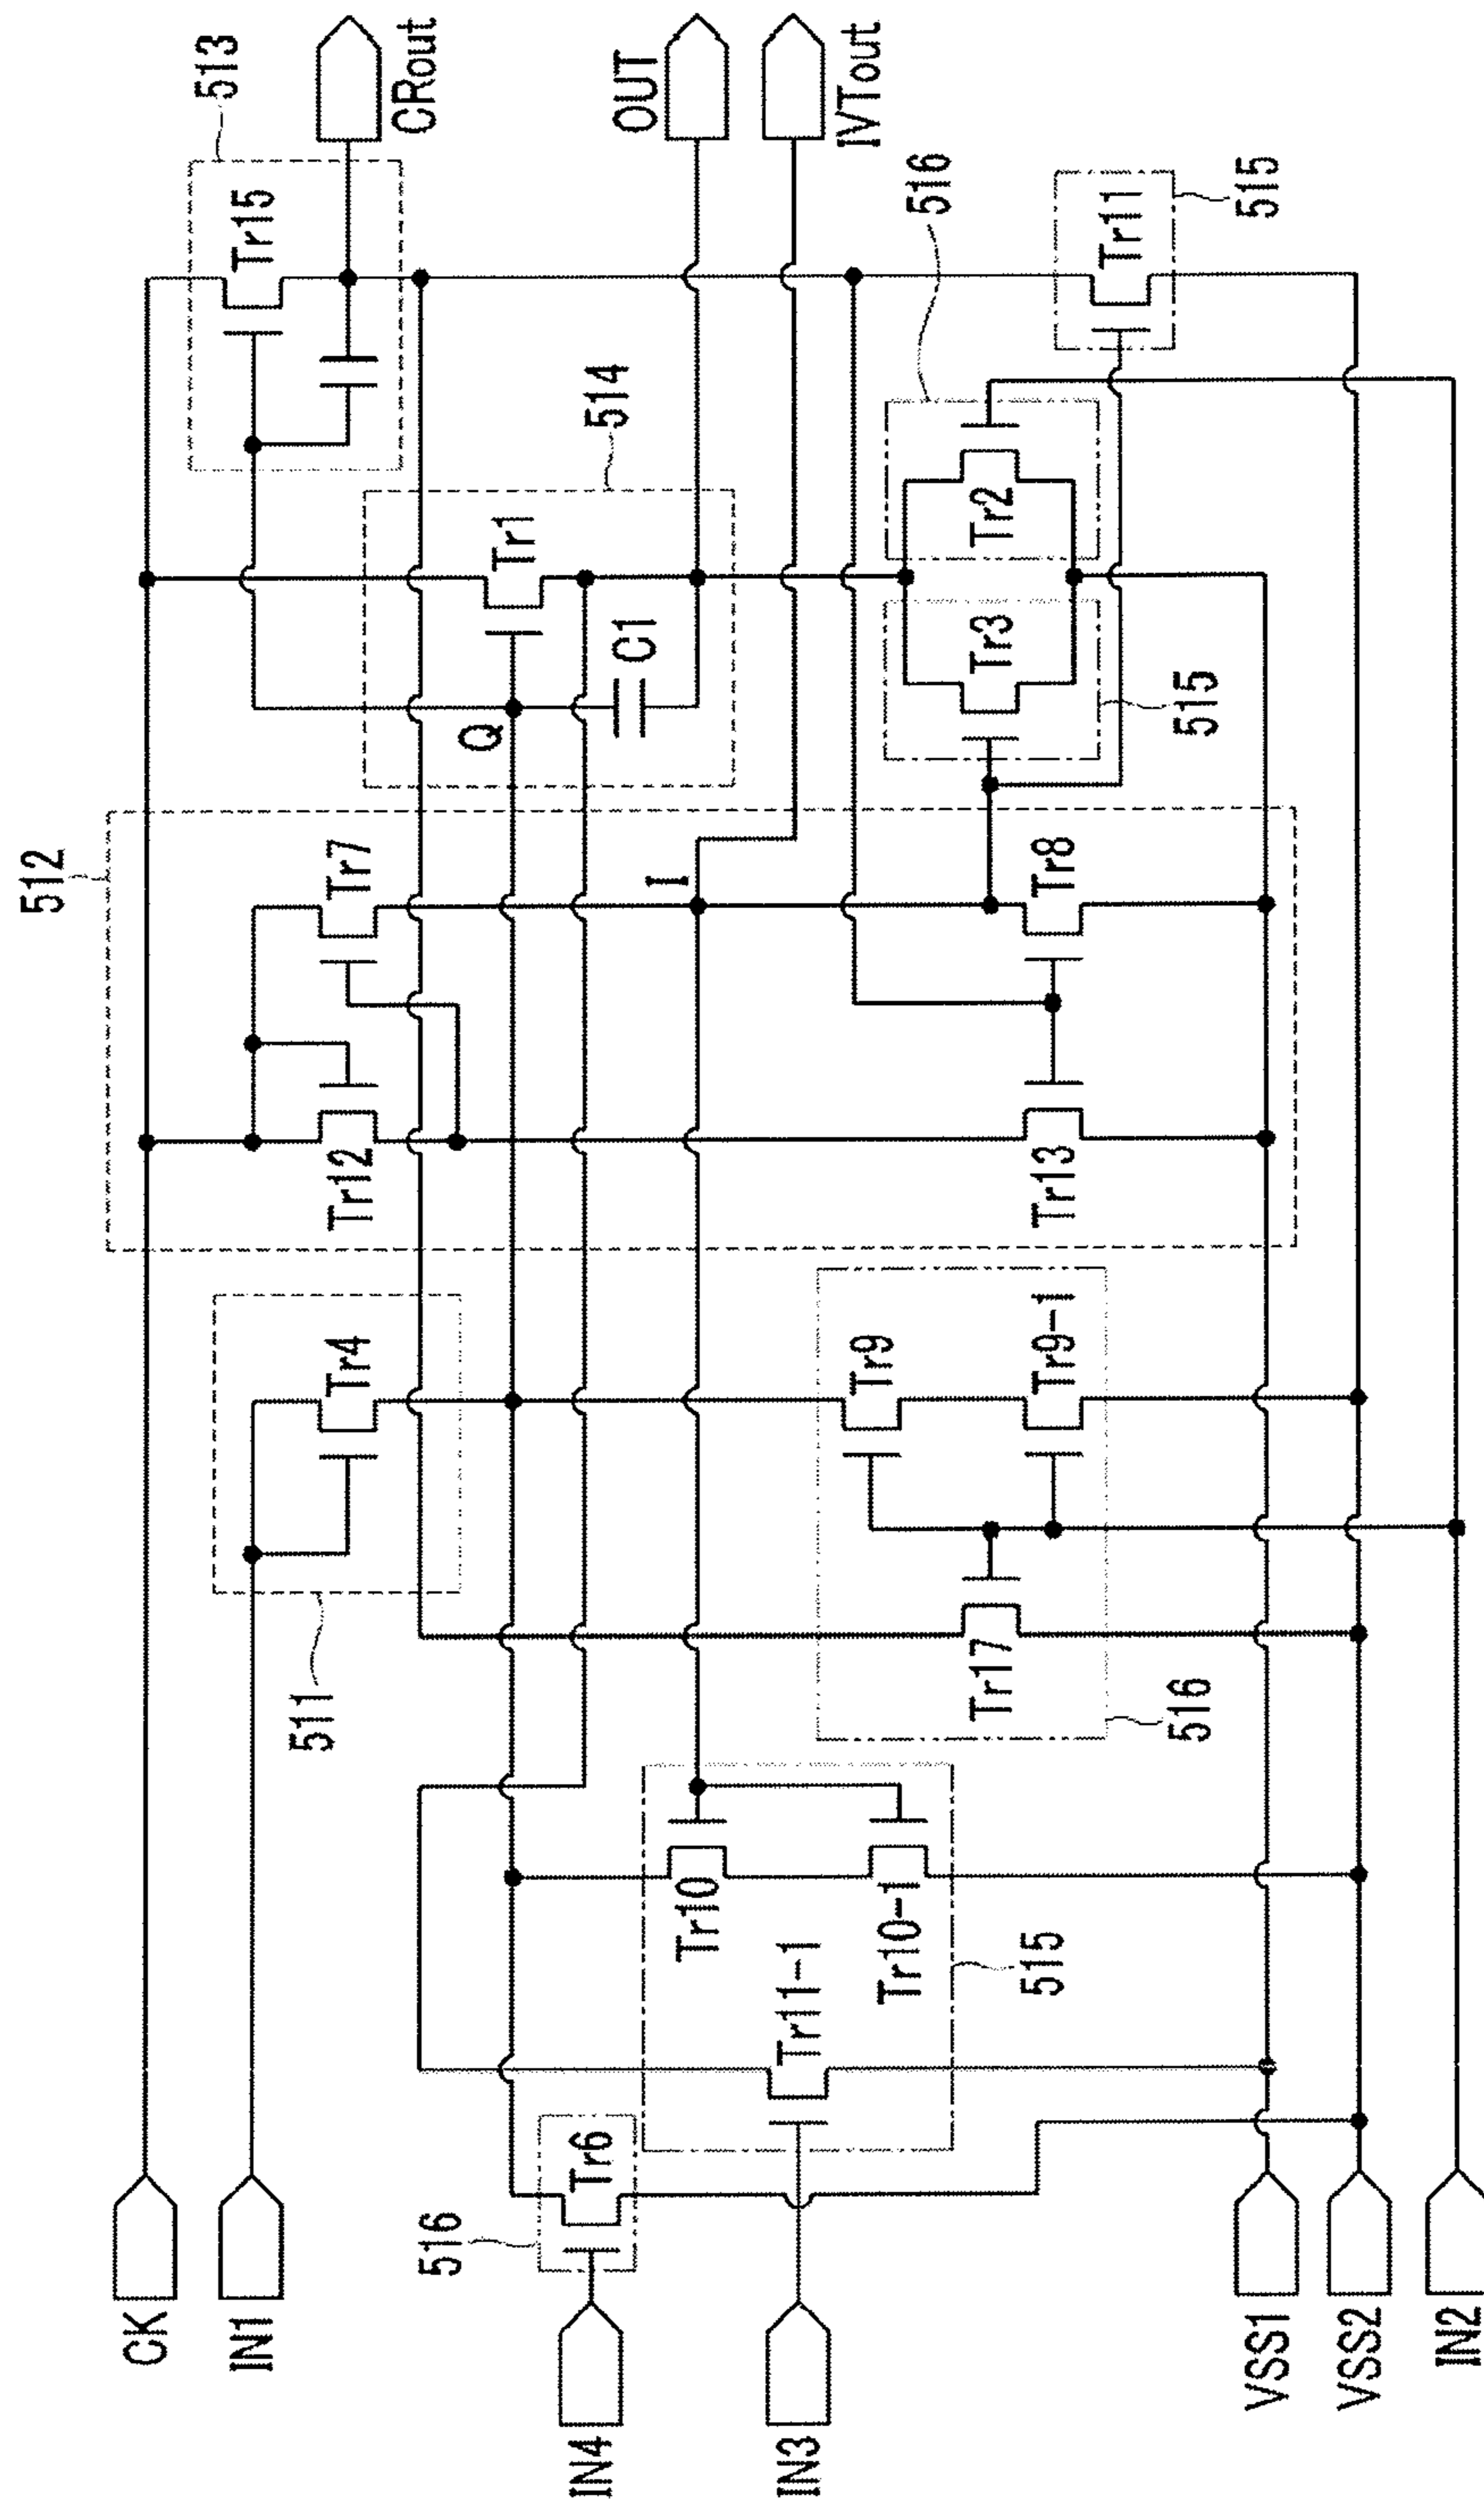 512
513
CK
IN1
IN4
IN3
VSS1
VSS2
IN2
CRout
OUT
IVTout
511
Tr4
Tr12
Tr7
Tr15
514
Tr1
Q
C1
I
516
Tr6
Tr10
Tr10-1
Tr11-1
515
Tr17
Tr9
Tr9-1
516
Tr13
Tr8
Tr3
515
Tr2
516
Tr11
515